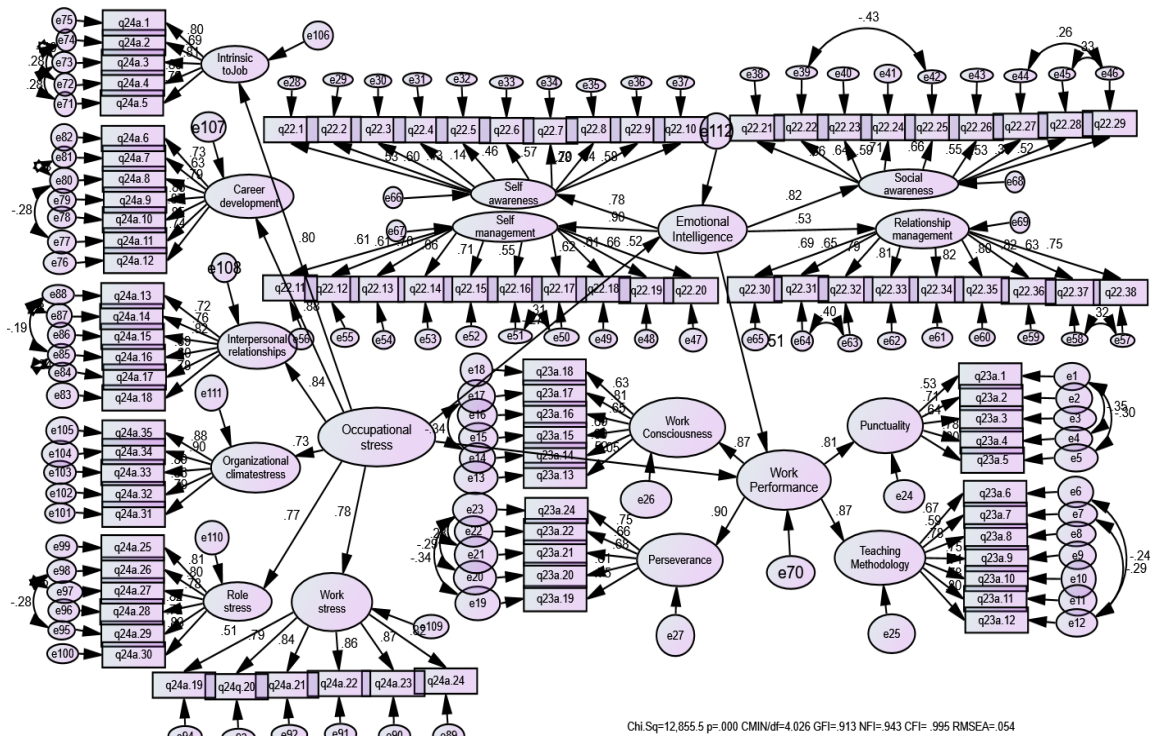 e75 q24a.1 .80
e74 q24a.2 .69
e73 q24a.3
e72 q24a.4
e71 q24a.5
.28
.28
Intrinsic
toJob
e106
e107
e82 q24a.6 .73
e81 q24a.7 .63
e80 q24a.8 .79
e79 q24a.9
e78 q24a.10
e77 q24a.11
e76 q24a.12
-.28
Career
development
.80
e108
e88 q24a.13 .72
e87 q24a.14 .76
e86 q24a.15 .82
e85 q24a.16
e84 q24a.17
e83 q24a.18 .78
-.19
Interpersonal
relationships
.84
e111
e105 q24a.35 .88
e104 q24a.34 .90
e103 q24a.33
e102 q24a.32
e101 q24a.31 .79
Organizational
climatestress
.73
Occupational
stress
-.34
.77
.78
e110
e99 q24a.25 .81
e98 q24a.26 .80
e97 q24a.27 .78
e96 q24a.28
e95 q24a.29
e100 q24a.30
-.28
Role
stress
Work
stress
e109
.51 .79 .84 .86 .87
q24a.19 q24q.20 q24a.21 q24a.22 q24a.23 q24a.24
e28 e29 e30 e31 e32 e33 e34 e35 e36 e37
q22.1 q22.2 q22.3 q22.4 q22.5 q22.6 q22.7 q22.8 q22.9 q22.10
.53 .60 .14 .46 .57 .58
e66
Self
awareness
.78
e67
Self
management
.90
.61 .71 .55 .62 .66 .52
q22.11 q22.12 q22.13 q22.14 q22.15 q22.16 q22.17 q22.18 q22.19 q22.20
.31
e56 e55 e54 e53 e52 e51 e50 e49 e48 e47
e112
Emotional
Intelligence
-.43
.26
.33
e38 e39 e40 e41 e42 e43 e44 e45 e46
q22.21 q22.22 q22.23 q22.24 q22.25 q22.26 q22.27 q22.28 q22.29
.71 .66 .55 .53 .52
.82
Social
awareness
e68
.53
Relationship
management
e69
.69 .65 .79 .81 .82 .80 .82 .63 .75
q22.30 q22.31 q22.32 q22.33 q22.34 q22.35 q22.36 q22.37 q22.38
.40
.32
e65 e64 e63 e62 e61 e60 e59 e58 e57
.51
e18 q23a.18 .63
e17 q23a.17 .81
e16 q23a.16 .65
e15 q23a.15
e14 q23a.14
e13 q23a.13
Work
Consciousness
.05
.87
e26
e23 q23a.24 .75
e22 q23a.22 .66
e21 q23a.21 .68
e20 q23a.20
e19 q23a.19
-.34
Perseverance
.90
e27
Work
Performance
e70
.81
Punctuality
e24
.53 q23a.1 e1
.71 q23a.2 e2
.64 q23a.3 e3
q23a.4 e4
q23a.5 e5
-.35
-.30
.87
Teaching
Methodology
e25
.67 q23a.6 e6
.59 q23a.7 e7
.78 q23a.8 e8
q23a.9 e9
q23a.10 e10
q23a.11 e11
q23a.12 e12
-.24
-.29
Chi.Sq=12,855.5 p=.000 CMIN/df=4.026 GFI=.913 NFI=.943 CFI= .995 RMSEA=.054